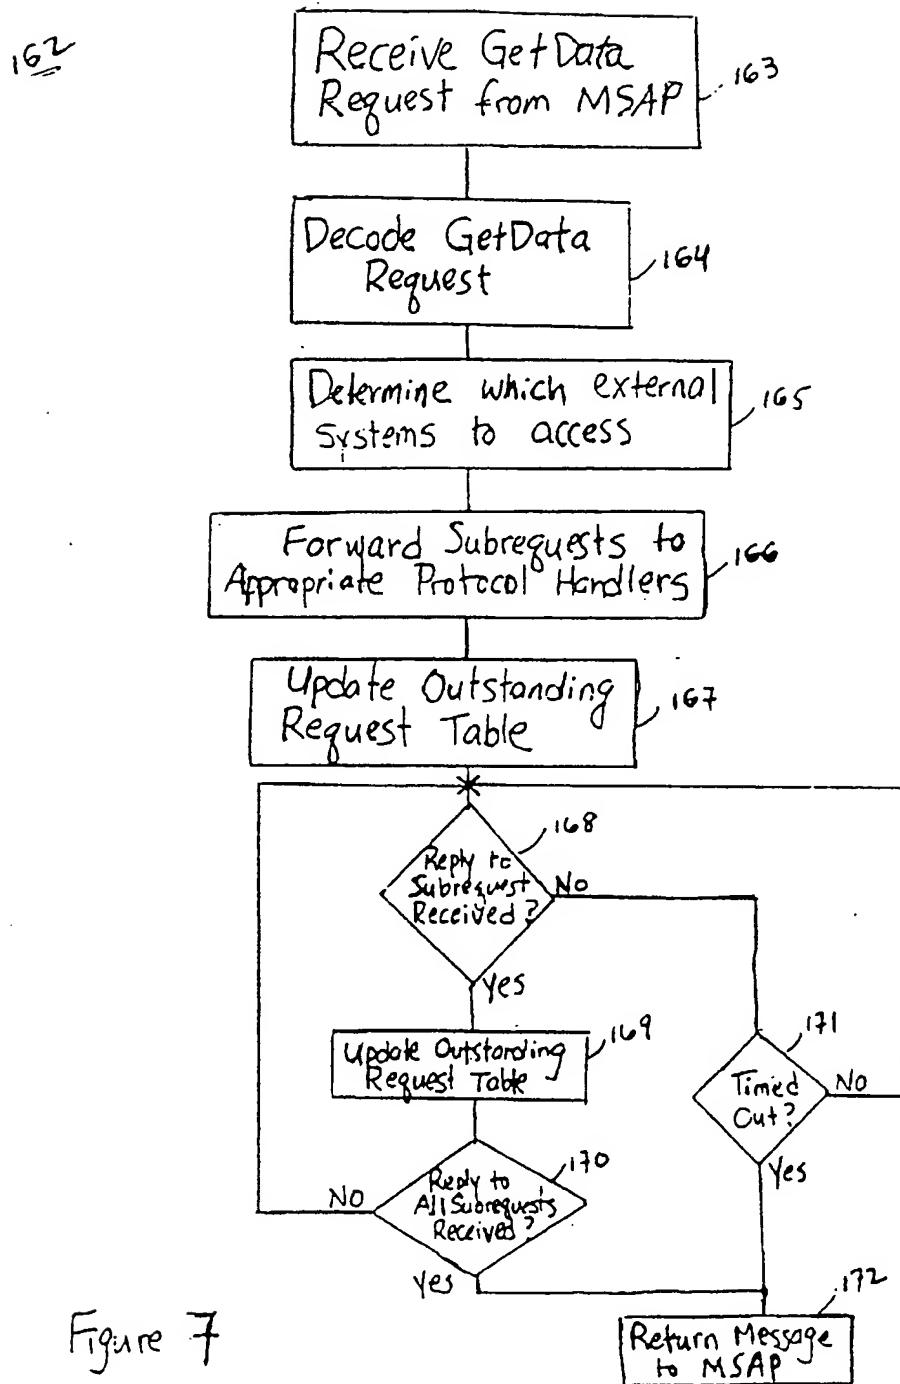 162
Receive GetData
Request from MSAP
163
Decode GetData
Request
164
Determine which external
systems to access
165
Forward Subrequests to
Appropriate Protocol Handlers
166
Update Outstanding
Request Table
167
168
Reply to
Subrequest
Received?
No
Yes
169
Update Outstanding
Request Table
171
Timed
Out?
No
Yes
170
Reply to
All Subrequests
Received?
NO
Yes
172
Return Message
to MSAP
Figure 7